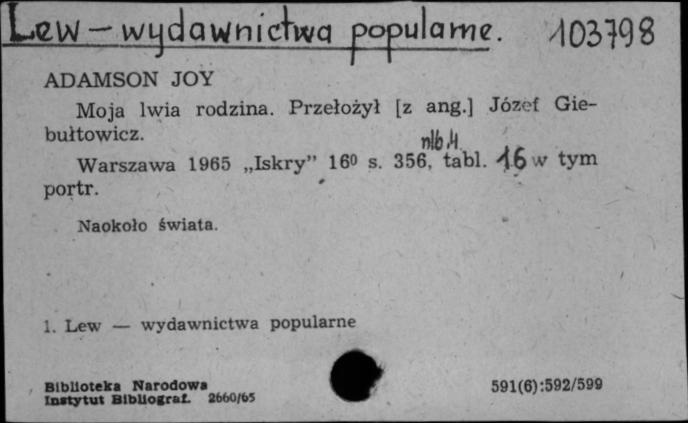 Lew – wydawnictwa popularne. 103798
ADAMSON JOY
Moja lwia rodzina. Przełożył [z ang.] Józef Gie-
bułtowicz.
nlb 4.
Warszawa 1965 „Iskry” 16⁰ s. 356, tabl. 16 w tym
portr.
Naokoło świata.
1. Lew — wydawnictwa popularne
Biblioteka Narodowa
Instytut Bibliograf. 2660/65
591(6):592/599